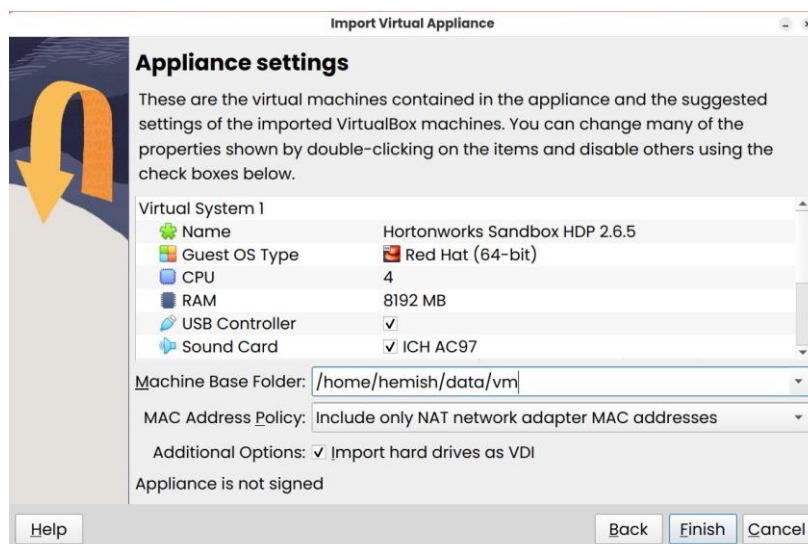 Import Virtual Appliance
Appliance settings
These are the virtual machines contained in the appliance and the suggested
settings of the imported VirtualBox machines. You can change many of the
properties shown by double-clicking on the items and disable others using the
check boxes below.
Virtual System 1
Name Hortonworks Sandbox HDP 2.6.5
Guest OS Type Red Hat (64-bit)
CPU 4
RAM 8192 MB
USB Controller
Sound Card ICH AC97
Machine Base Folder: /home/hemish/data/vm
MAC Address Policy: Include only NAT network adapter MAC addresses
Additional Options: Import hard drives as VDI
Appliance is not signed
Help Back Finish Cancel